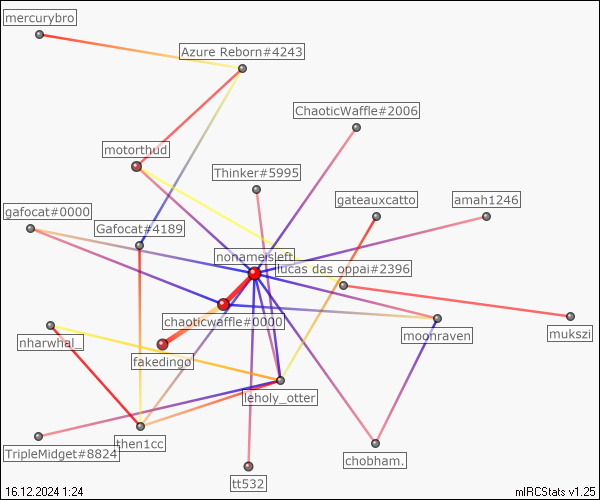 mercurybro
Azure Reborn#4243
ChaoticWaffle#2006
motorthud
Thinker#5995
gateauxcatto
amah1246
gafocat#0000
Gafocat#4189
nonameisleft
lucas das oppai#2396
chaoticwaffle#0000
moonraven
mukszi
nharwhal_
fakedingø
leholy_otter
TripleMidget#8824
then1cc
chobham.
tt532
16.12.2024 1:24
mIRCStats v1.25